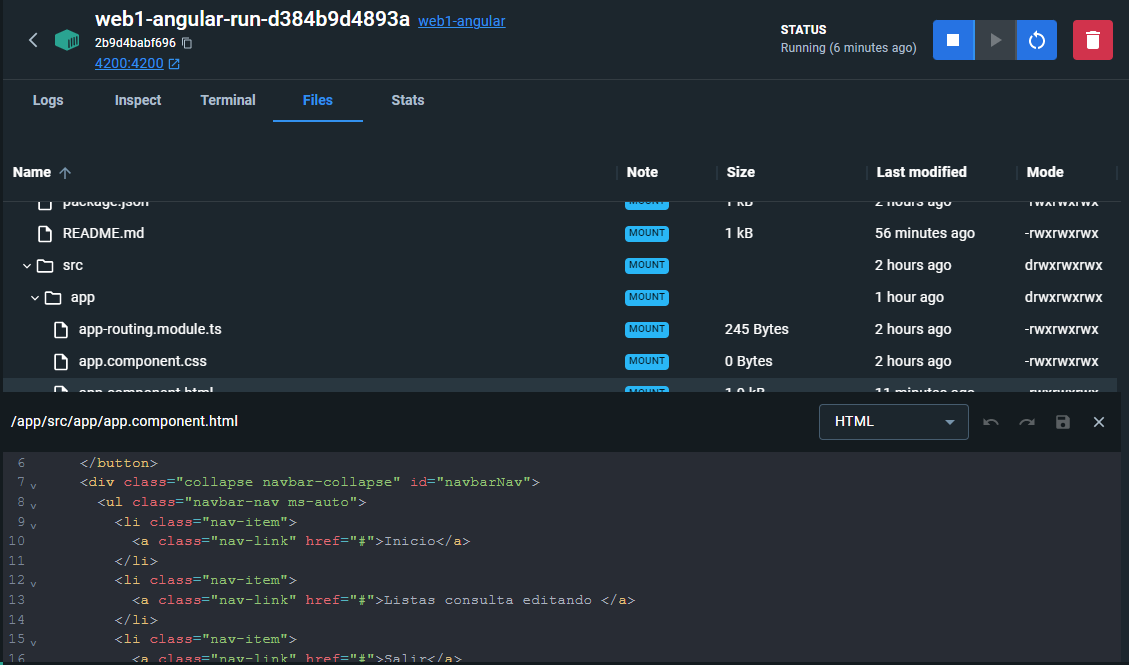 web1-angular-run-d384b9d4893a web1-angular
2b9d4babf696
4200:4200
STATUS
Running (6 minutes ago)
Logs Inspect Terminal Files Stats
Name Note Size Last modified Mode
package.json MOUNT 1 kB 2 hours ago -rwxrwxrwx
README.md MOUNT 1 kB 56 minutes ago -rwxrwxrwx
src MOUNT 2 hours ago drwxrwxrwx
app MOUNT 1 hour ago drwxrwxrwx
app-routing.module.ts MOUNT 245 Bytes 2 hours ago -rwxrwxrwx
app.component.css MOUNT 0 Bytes 2 hours ago -rwxrwxrwx
app.component.html MOUNT 11 minutes ago -rwxrwxrwx
/app/src/app/app.component.html HTML
6 </button>
7 <div class="collapse navbar-collapse" id="navbarNav">
8 <ul class="navbar-nav ms-auto">
9 <li class="nav-item">
10 <a class="nav-link" href="#">Inicio</a>
11 </li>
12 <li class="nav-item">
13 <a class="nav-link" href="#">Listas consulta editando </a>
14 </li>
15 <li class="nav-item">
16 <a class="nav-link" href="#">Salir</a>